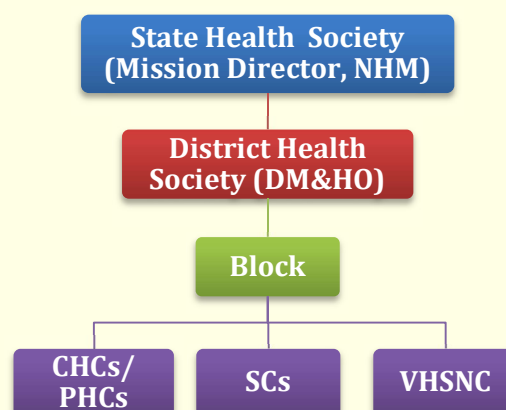 State Health Society
(Mission Director, NHM)
District Health
Society (DM&HO)
Block
CHCs/
PHCs
SCs
VHSNC